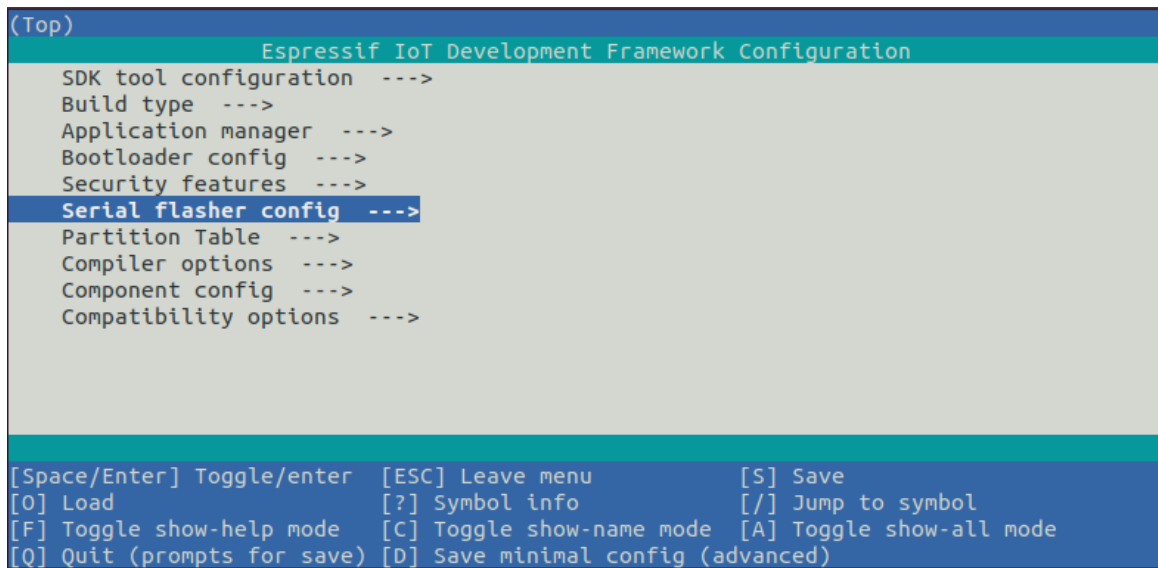 (Top)
Espressif IoT Development Framework Configuration
SDK tool configuration  --->
Build type  --->
Application manager  --->
Bootloader config  --->
Security features  --->
Serial flasher config  --->
Partition Table  --->
Compiler options  --->
Component config  --->
Compatibility options  --->
[Space/Enter] Toggle/enter  [ESC] Leave menu           [S] Save
[O] Load                    [?] Symbol info            [/] Jump to symbol
[F] Toggle show-help mode   [C] Toggle show-name mode  [A] Toggle show-all mode
[Q] Quit (prompts for save) [D] Save minimal config (advanced)